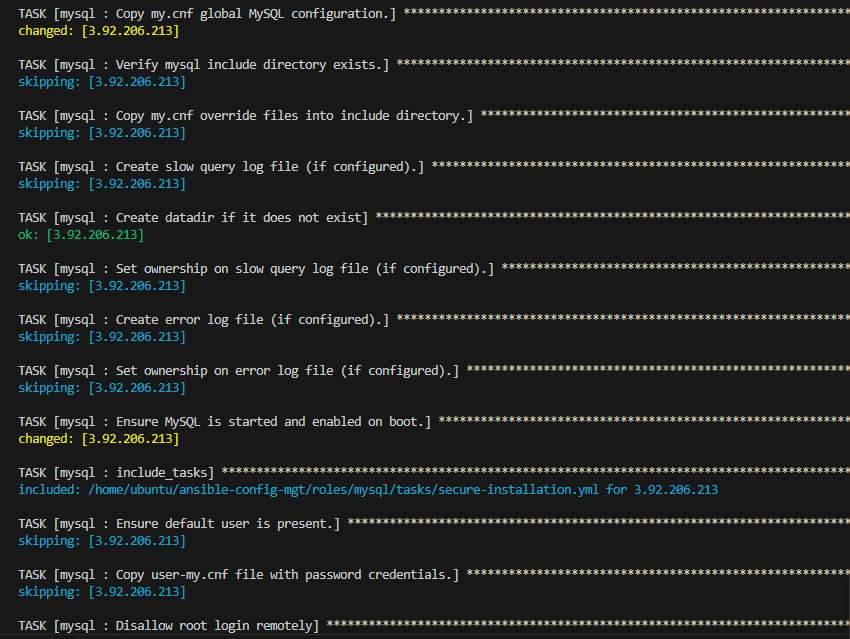 TASK [mysql : Copy my.cnf global MySQL configuration.] ****************************************************************
changed: [3.92.206.213]
TASK [mysql : Verify mysql include directory exists.] *****************************************************************
skipping: [3.92.206.213]
TASK [mysql : Copy my.cnf override files into include directory.] *****************************************************
skipping: [3.92.206.213]
TASK [mysql : Create slow query log file (if configured).] ************************************************************
skipping: [3.92.206.213]
TASK [mysql : Create datadir if it does not exist] ********************************************************************
ok: [3.92.206.213]
TASK [mysql : Set ownership on slow query log file (if configured).] **************************************************
skipping: [3.92.206.213]
TASK [mysql : Create error log file (if configured).] *****************************************************************
skipping: [3.92.206.213]
TASK [mysql : Set ownership on error log file (if configured).] *******************************************************
skipping: [3.92.206.213]
TASK [mysql : Ensure MySQL is started and enabled on boot.] ***********************************************************
changed: [3.92.206.213]
TASK [mysql : include_tasks] ******************************************************************************************
included: /home/ubuntu/ansible-config-mgt/roles/mysql/tasks/secure-installation.yml for 3.92.206.213
TASK [mysql : Ensure default user is present.] ************************************************************************
skipping: [3.92.206.213]
TASK [mysql : Copy user-my.cnf file with password credentials.] *******************************************************
skipping: [3.92.206.213]
TASK [mysql : Disallow root login remotely] ***************************************************************************